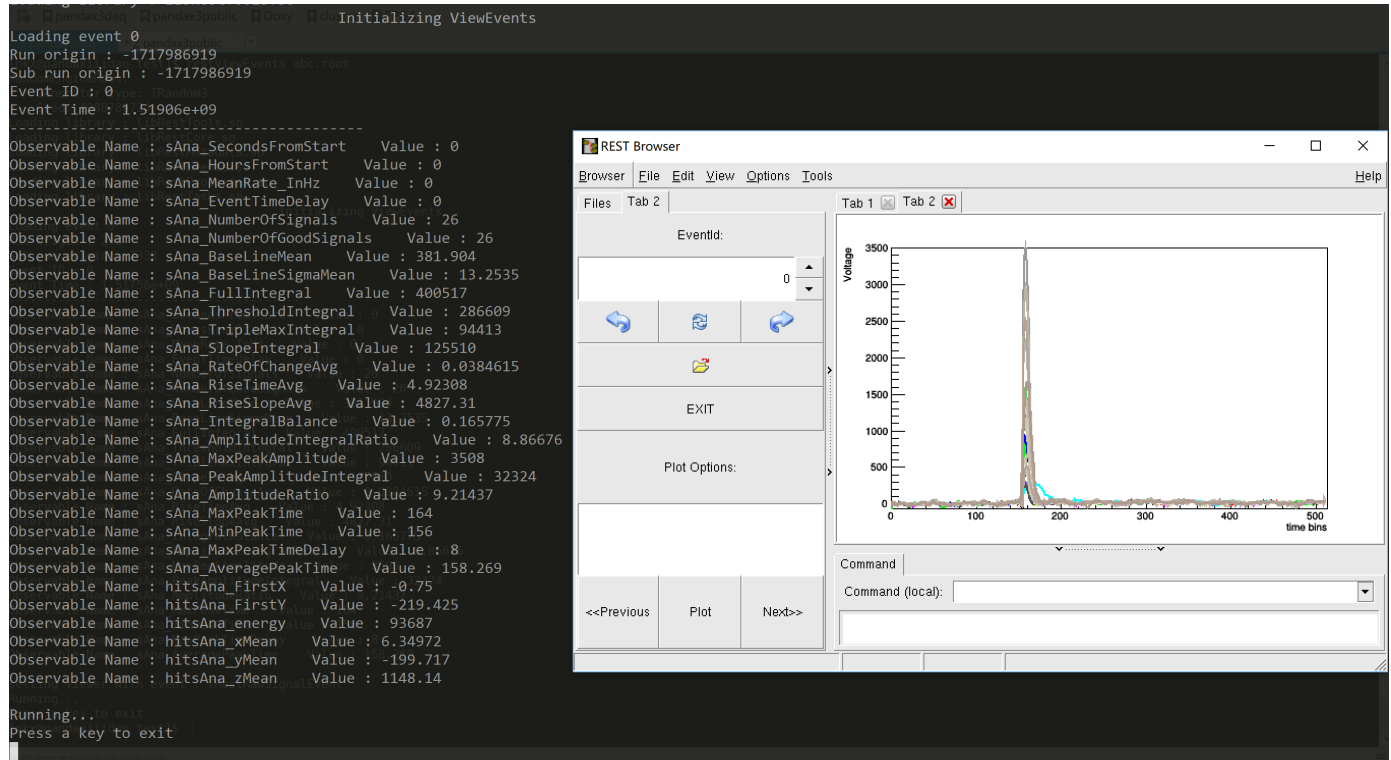 Initializing ViewEvents
Loading event 0
Run origin : -1717986919
Sub run origin : -1717986919
Event ID : 0
Event Time : 1.51906e+09
---------------------------------------
Observable Name : sAna_SecondsFromStart Value : 0
Observable Name : sAna_HoursFromStart Value : 0
Observable Name : sAna_MeanRate_InHz Value : 0
Observable Name : sAna_EventTimeDelay Value : 0
Observable Name : sAna_NumberOfSignals Value : 26
Observable Name : sAna_NumberOfGoodSignals Value : 26
Observable Name : sAna_BaseLineMean Value : 381.904
Observable Name : sAna_BaseLineSigmaMean Value : 13.2535
Observable Name : sAna_FullIntegral Value : 400517
Observable Name : sAna_ThresholdIntegral Value : 286609
Observable Name : sAna_TripleMaxIntegral Value : 94413
Observable Name : sAna_SlopeIntegral Value : 125510
Observable Name : sAna_RateOfChangeAvg Value : 0.0384615
Observable Name : sAna_RiseTimeAvg Value : 4.92308
Observable Name : sAna_RiseSlopeAvg Value : 4827.31
Observable Name : sAna_IntegralBalance Value : 0.165775
Observable Name : sAna_AmplitudeIntegralRatio Value : 8.86676
Observable Name : sAna_MaxPeakAmplitude Value : 3508
Observable Name : sAna_PeakAmplitudeIntegral Value : 32324
Observable Name : sAna_AmplitudeRatio Value : 9.21437
Observable Name : sAna_MaxPeakTime Value : 164
Observable Name : sAna_MinPeakTime Value : 156
Observable Name : sAna_MaxPeakTimeDelay Value : 8
Observable Name : sAna_AveragePeakTime Value : 158.269
Observable Name : hitsAna_FirstX Value : -0.75
Observable Name : hitsAna_FirstY Value : -219.425
Observable Name : hitsAna_energy Value : 93687
Observable Name : hitsAna_xMean Value : 6.34972
Observable Name : hitsAna_yMean Value : -199.717
Observable Name : hitsAna_zMean Value : 1148.14
Running...
Press a key to exit
REST Browser
Browser File Edit View Options Tools Help
Files Tab 2
EventId:
0
EXIT
Plot Options:
<<Previous Plot Next>>
Tab 1 Tab 2
Voltage
3500
3000
2500
2000
1500
1000
500
0
0 100 200 300 400 500
time bins
Command
Command (local):